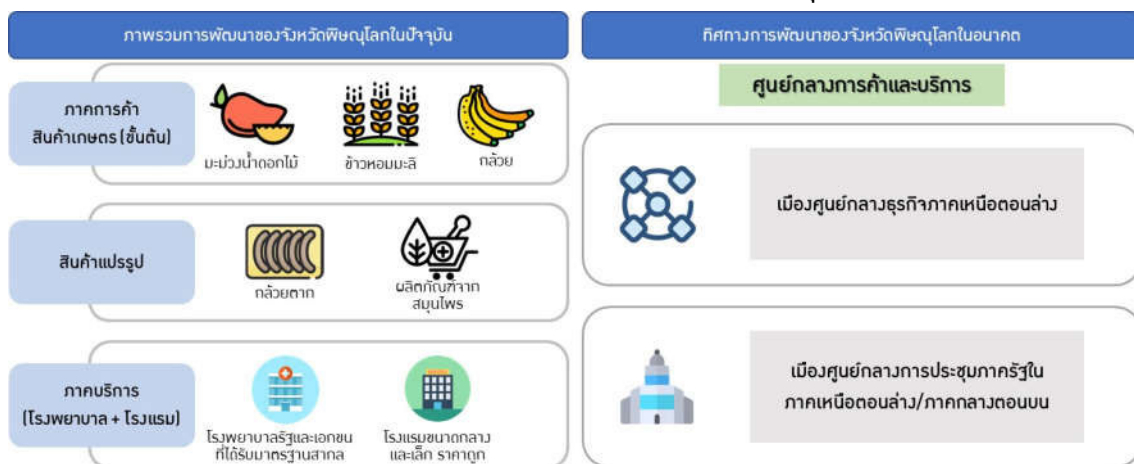 ภาพรวมการพัฒนาของจังหวัดพิษณุโลกในปัจจุบัน
ภาคการค้า
สินค้าเกษตร (ขั้นต้น)
มะม่วงน้ำดอกไม้
ข้าวหอมมะลิ
กล้วย
สินค้าแปรรูป
กล้วยตาก
ผลิตภัณฑ์จาก
สมุนไพร
ภาคบริการ
(โรงพยาบาล + โรงแรม)
โรงพยาบาลรัฐและเอกชน
ที่ได้รับมาตรฐานสากล
โรงแรมขนาดกลาง
และเล็ก ราคาถูก
ทิศทางการพัฒนาของจังหวัดพิษณุโลกในอนาคต
ศูนย์กลางการค้าและบริการ
เมืองศูนย์กลางธุรกิจภาคเหนือตอนล่าง
เมืองศูนย์กลางการประชุมภาครัฐใน
ภาคเหนือตอนล่าง/ภาคกลางตอนบน